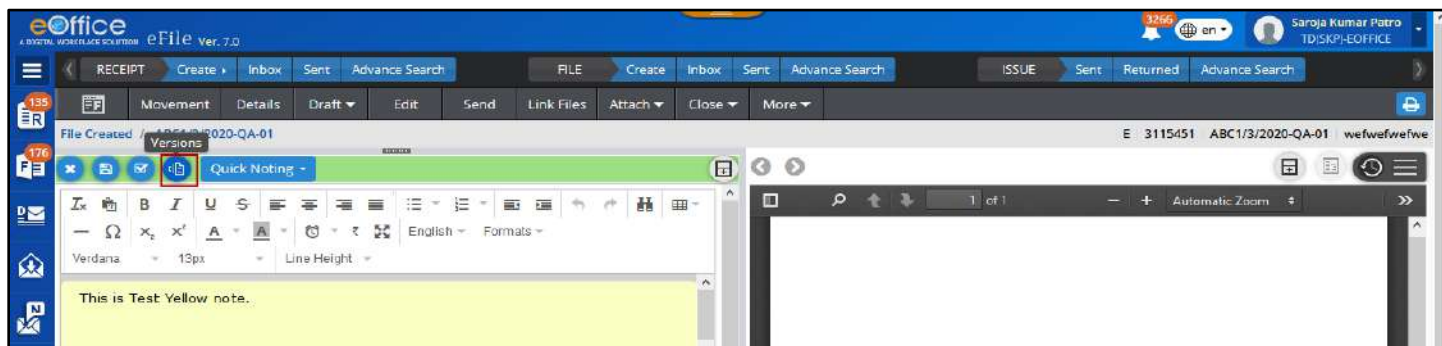 eOffice
A DIGITAL WORKPLACE SOLUTION eFile Ver. 7.0
3266 en Saroja Kumar Patro
TD(SKP)-EOFFICE
RECEIPT Create Inbox Sent Advance Search FILE Create Inbox Sent Advance Search ISSUE Sent Returned Advance Search
135 R Movement Details Draft Edit Send Link Files Attach Close More
File Created / ABC1/3/2020-QA-01 E 3115451 ABC1/3/2020-QA-01 wefwefwefwe
Versions
176 F Quick Noting
B I U S 1 of 1 Automatic Zoom
D Ω x₂ x² A A ₹ English Formats
Verdana 13px Line Height
This is Test Yellow note.
N